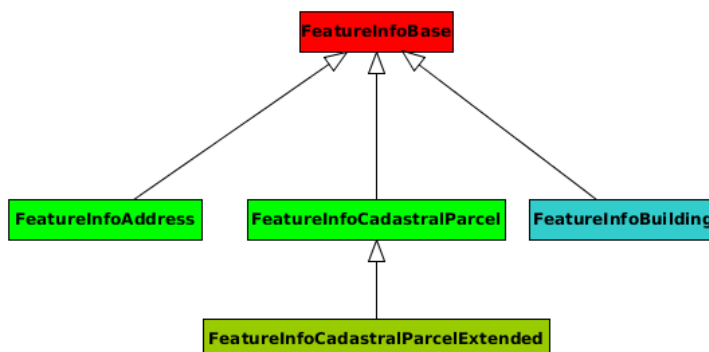 FeatureInfoBase
FeatureInfoAddress
FeatureInfoCadastralParcel
FeatureInfoBuilding
FeatureInfoCadastralParcelExtended